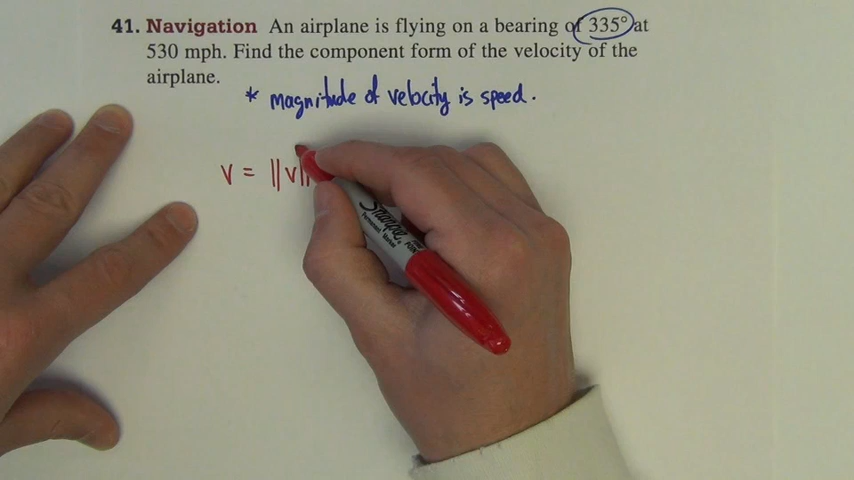 41. Navigation An airplane is flying on a bearing of 335° at
530 mph. Find the component form of the velocity of the
airplane.
* magnitude of velocity is speed.
v = ||v||
Sharpie